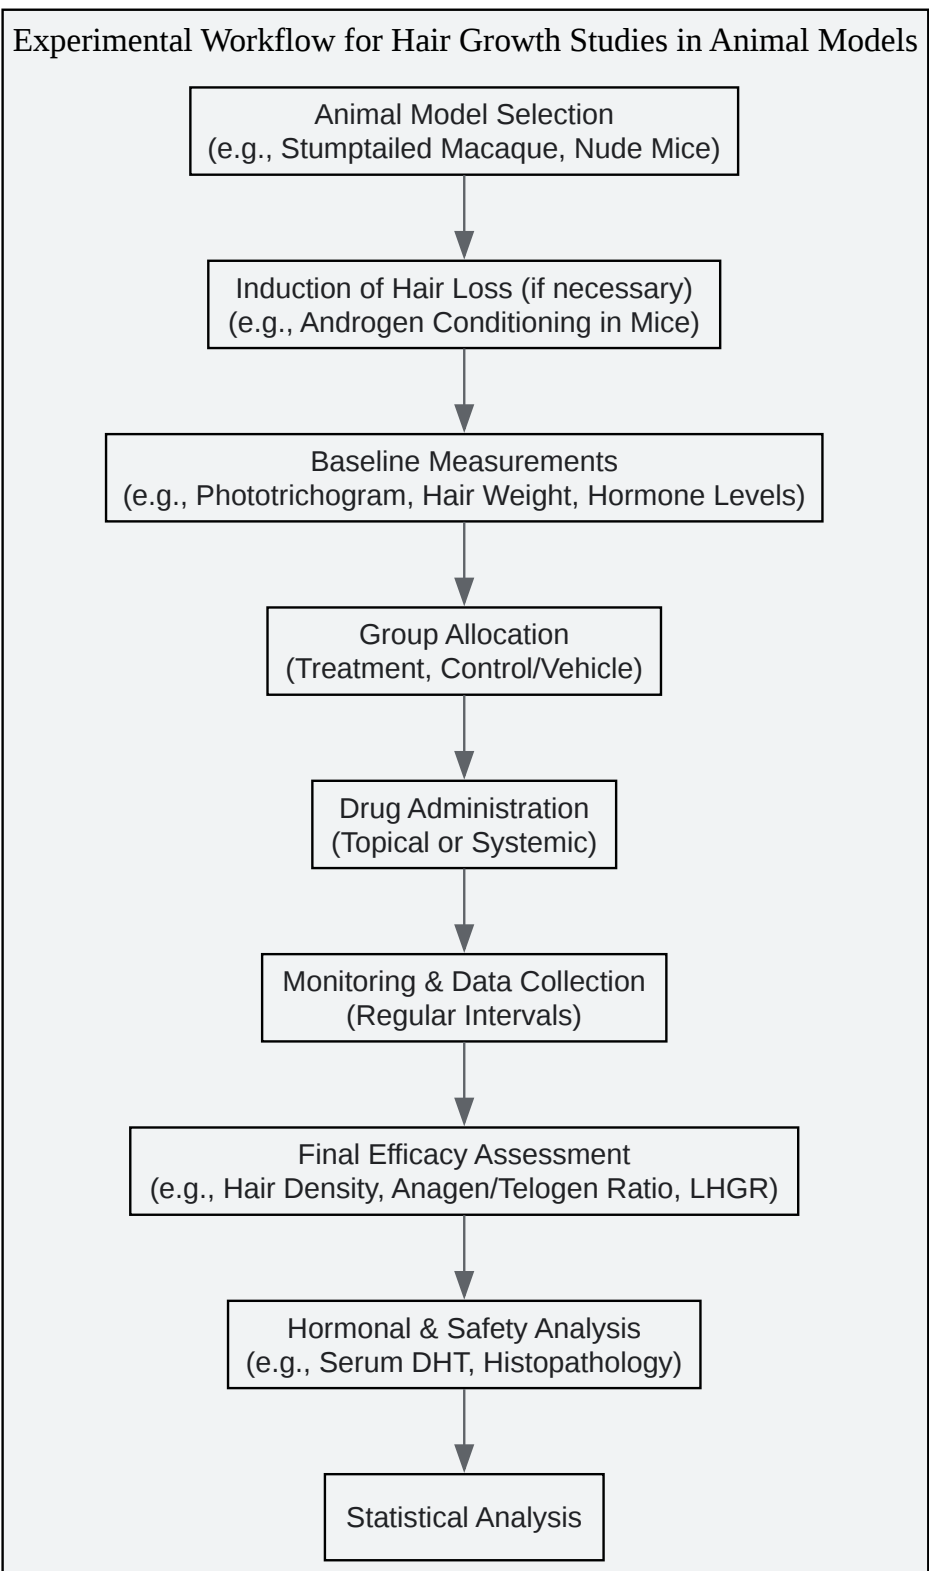 Experimental Workflow for Hair Growth Studies in Animal Models
Animal Model Selection
(e.g., Stumptailed Macaque, Nude Mice)
Induction of Hair Loss (if necessary)
(e.g., Androgen Conditioning in Mice)
Baseline Measurements
(e.g., Phototrichogram, Hair Weight, Hormone Levels)
Group Allocation
(Treatment, Control/Vehicle)
Drug Administration
(Topical or Systemic)
Monitoring & Data Collection
(Regular Intervals)
Final Efficacy Assessment
(e.g., Hair Density, Anagen/Telogen Ratio, LHGR)
Hormonal & Safety Analysis
(e.g., Serum DHT, Histopathology)
Statistical Analysis